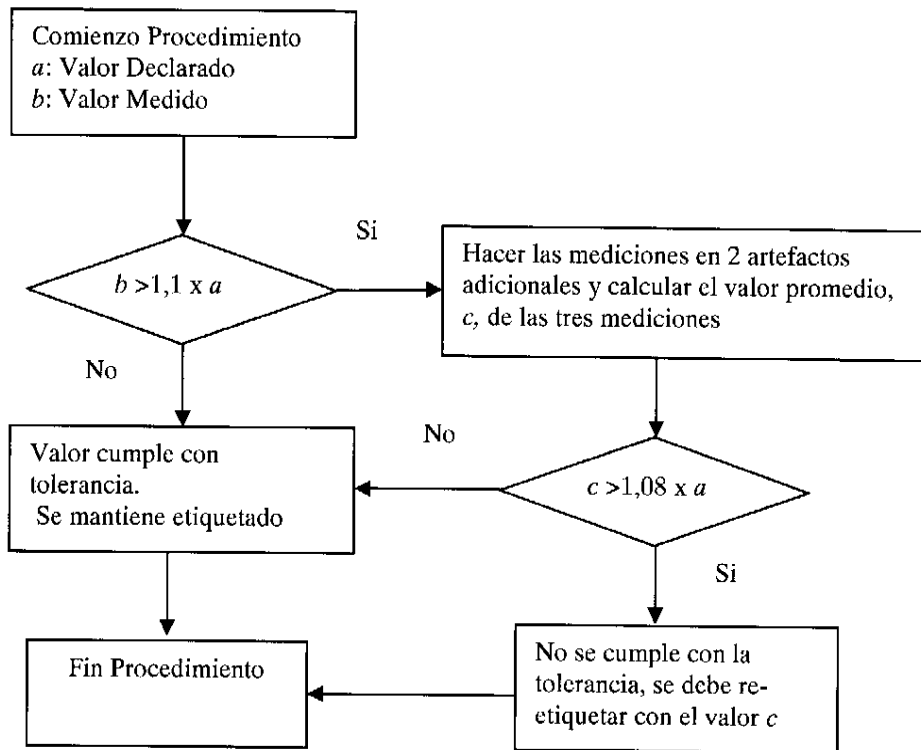 Comienzo Procedimiento
a: Valor Declarado
b: Valor Medido
Si
b >1,1 x a
Hacer las mediciones en 2 artefactos
adicionales y calcular el valor promedio,
c, de las tres mediciones
No
No
Valor cumple con
tolerancia.
Se mantiene etiquetado
c >1,08 x a
Si
Fin Procedimiento
No se cumple con la
tolerancia, se debe re-
etiquetar con el valor c